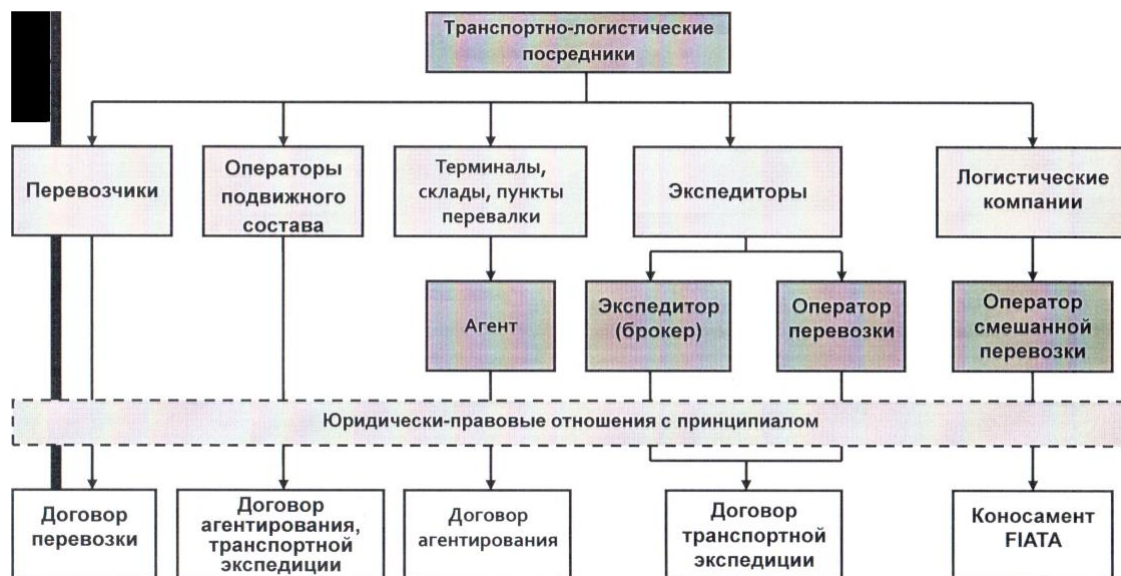 Транспортно-логистические
посредники
Перевозчики
Операторы
подвижного
состава
Терминалы,
склады, пункты
перевалки
Экспедиторы
Логистические
компании
Агент
Экспедитор
(брокер)
Оператор
перевозки
Оператор
смешанной
перевозки
Юридически-правовые отношения с принципиалом
Договор
перевозки
Договор
агентирования,
транспортной
экспедиции
Договор
агентирования
Договор
транспортной
экспедиции
Коносамент
FIATA